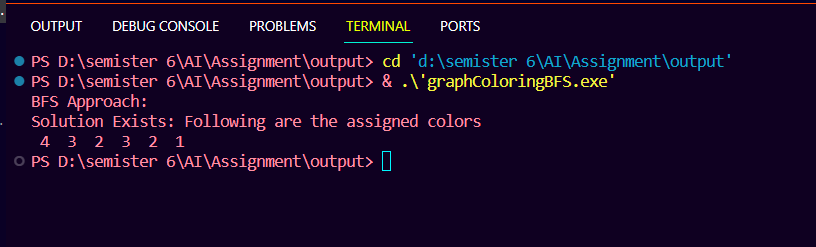 OUTPUT DEBUG CONSOLE PROBLEMS TERMINAL PORTS
PS D:\semister 6\AI\Assignment\output> cd 'd:\semister 6\AI\Assignment\output'
PS D:\semister 6\AI\Assignment\output> & .\'graphColoringBFS.exe'
BFS Approach:
Solution Exists: Following are the assigned colors
4 3 2 3 2 1
PS D:\semister 6\AI\Assignment\output>